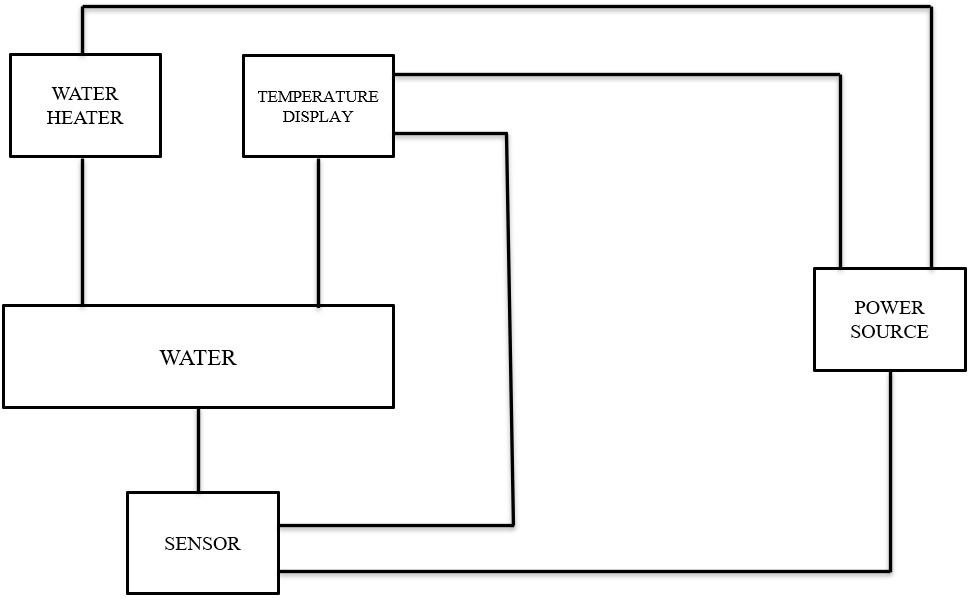 WATER
HEATER
TEMPERATURE
DISPLAY
POWER
SOURCE
WATER
SENSOR